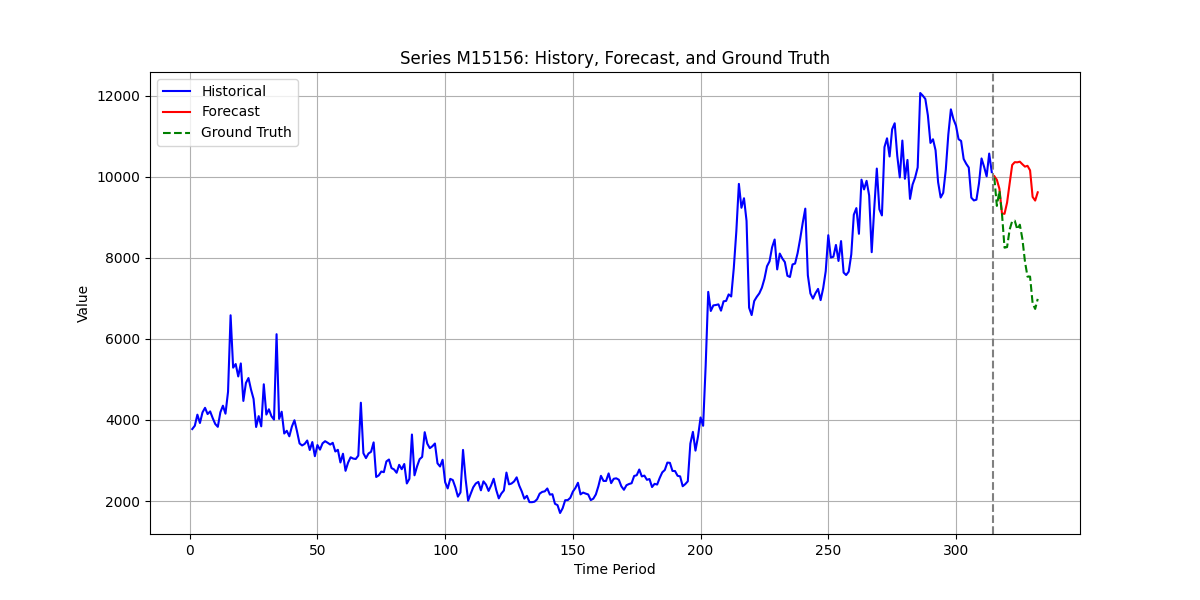 Series M15156: History, Forecast, and Ground Truth
Historical
Forecast
Ground Truth
12000
10000
8000
6000
4000
2000
Value
0 50 100 150 200 250 300
Time Period